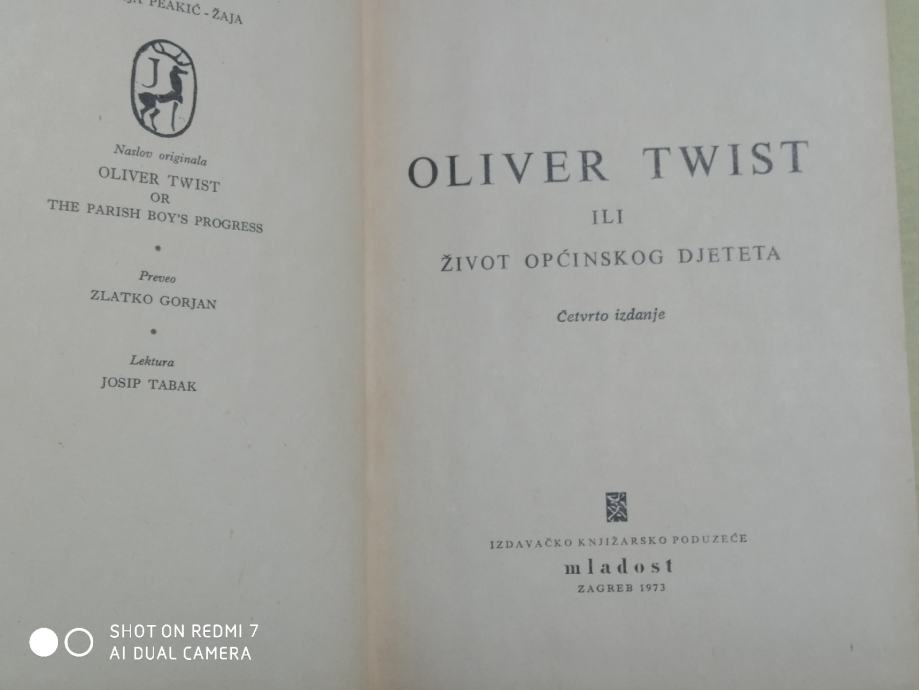 PEAKIĆ-ŽAJA
J
Naslov originala
OLIVER TWIST
OR
THE PARISH BOY'S PROGRESS
Preveo
ZLATKO GORJAN
Lektura
JOSIP TABAK
OLIVER TWIST
ILI
ŽIVOT OPĆINSKOG DJETETA
Četvrto izdanje
IZDAVAČKO KNJIŽARSKO PODUZEĆE
mladost
ZAGREB 1973
SHOT ON REDMI 7
AI DUAL CAMERA